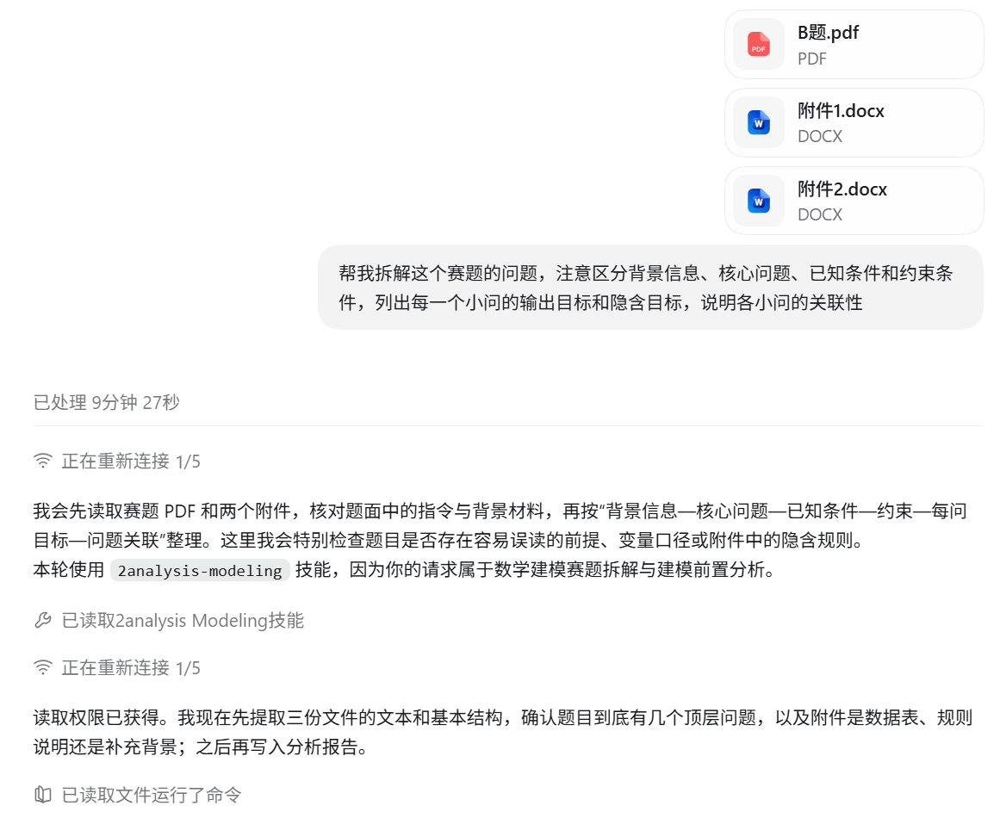 B题.pdf
PDF
PDF
附件1.docx
W
DOCX
附件2.docx
W
DOCX
帮我拆解这个赛题的问题，注意区分背景信息、核心问题、已知条件和约束条
件，列出每一个小问的输出目标和隐含目标，说明各小问的关联性
已处理 9分钟 27秒
正在重新连接 1/5
我会先读取赛题 PDF 和两个附件，核对题面中的指令与背景材料，再按“背景信息—核心问题—已知条件—约束—每问
目标—问题关联”整理。这里我会特别检查题目是否存在容易误读的前提、变量口径或附件中的隐含规则。
本轮使用 2analysis-modeling 技能，因为你的请求属于数学建模赛题拆解与建模前置分析。
已读取2analysis Modeling技能
正在重新连接 1/5
读取权限已获得。我现在先提取三份文件的文本和基本结构，确认题目到底有几个顶层问题，以及附件是数据表、规则
说明还是补充背景；之后再写入分析报告。
已读取文件运行了命令